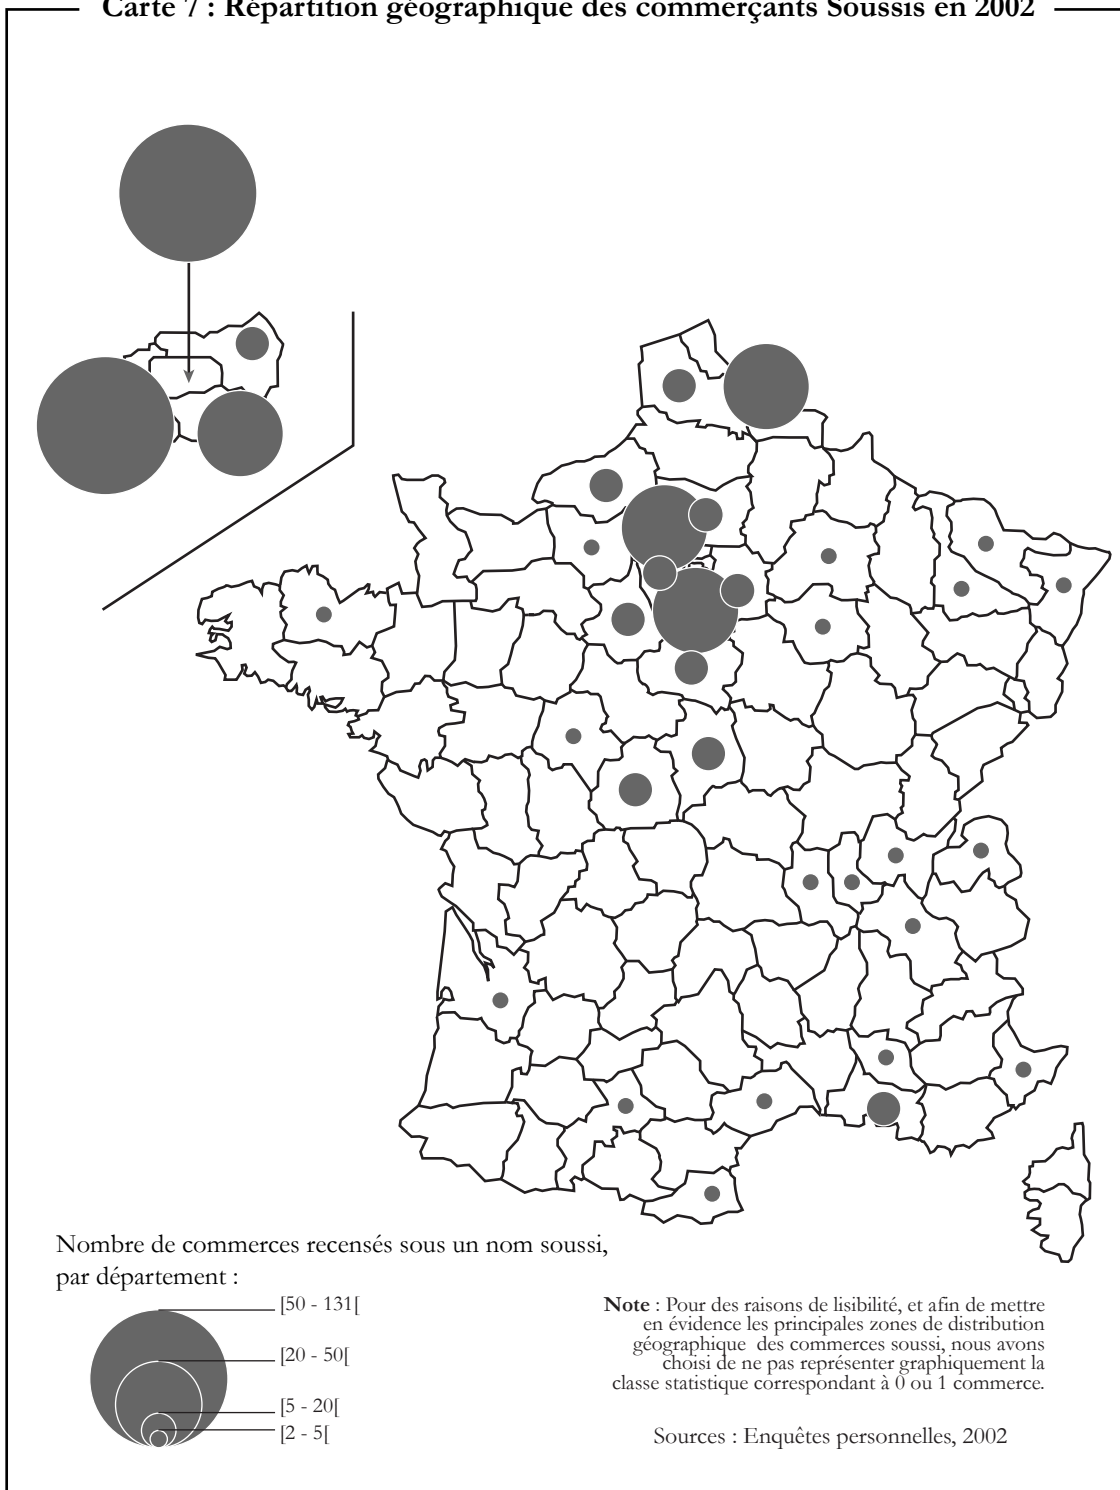 Carte 7 : Répartition géographique des commerçants Soussis en 2002
Nombre de commerces recensés sous un nom soussi,
par département :
[50 - 131[
[20 - 50[
[5 - 20[
[2 - 5[
Note : Pour des raisons de lisibilité, et afin de mettre
en évidence les principales zones de distribution
géographique des commerces soussi, nous avons
choisi de ne pas représenter graphiquement la
classe statistique correspondant à 0 ou 1 commerce.
Sources : Enquêtes personnelles, 2002